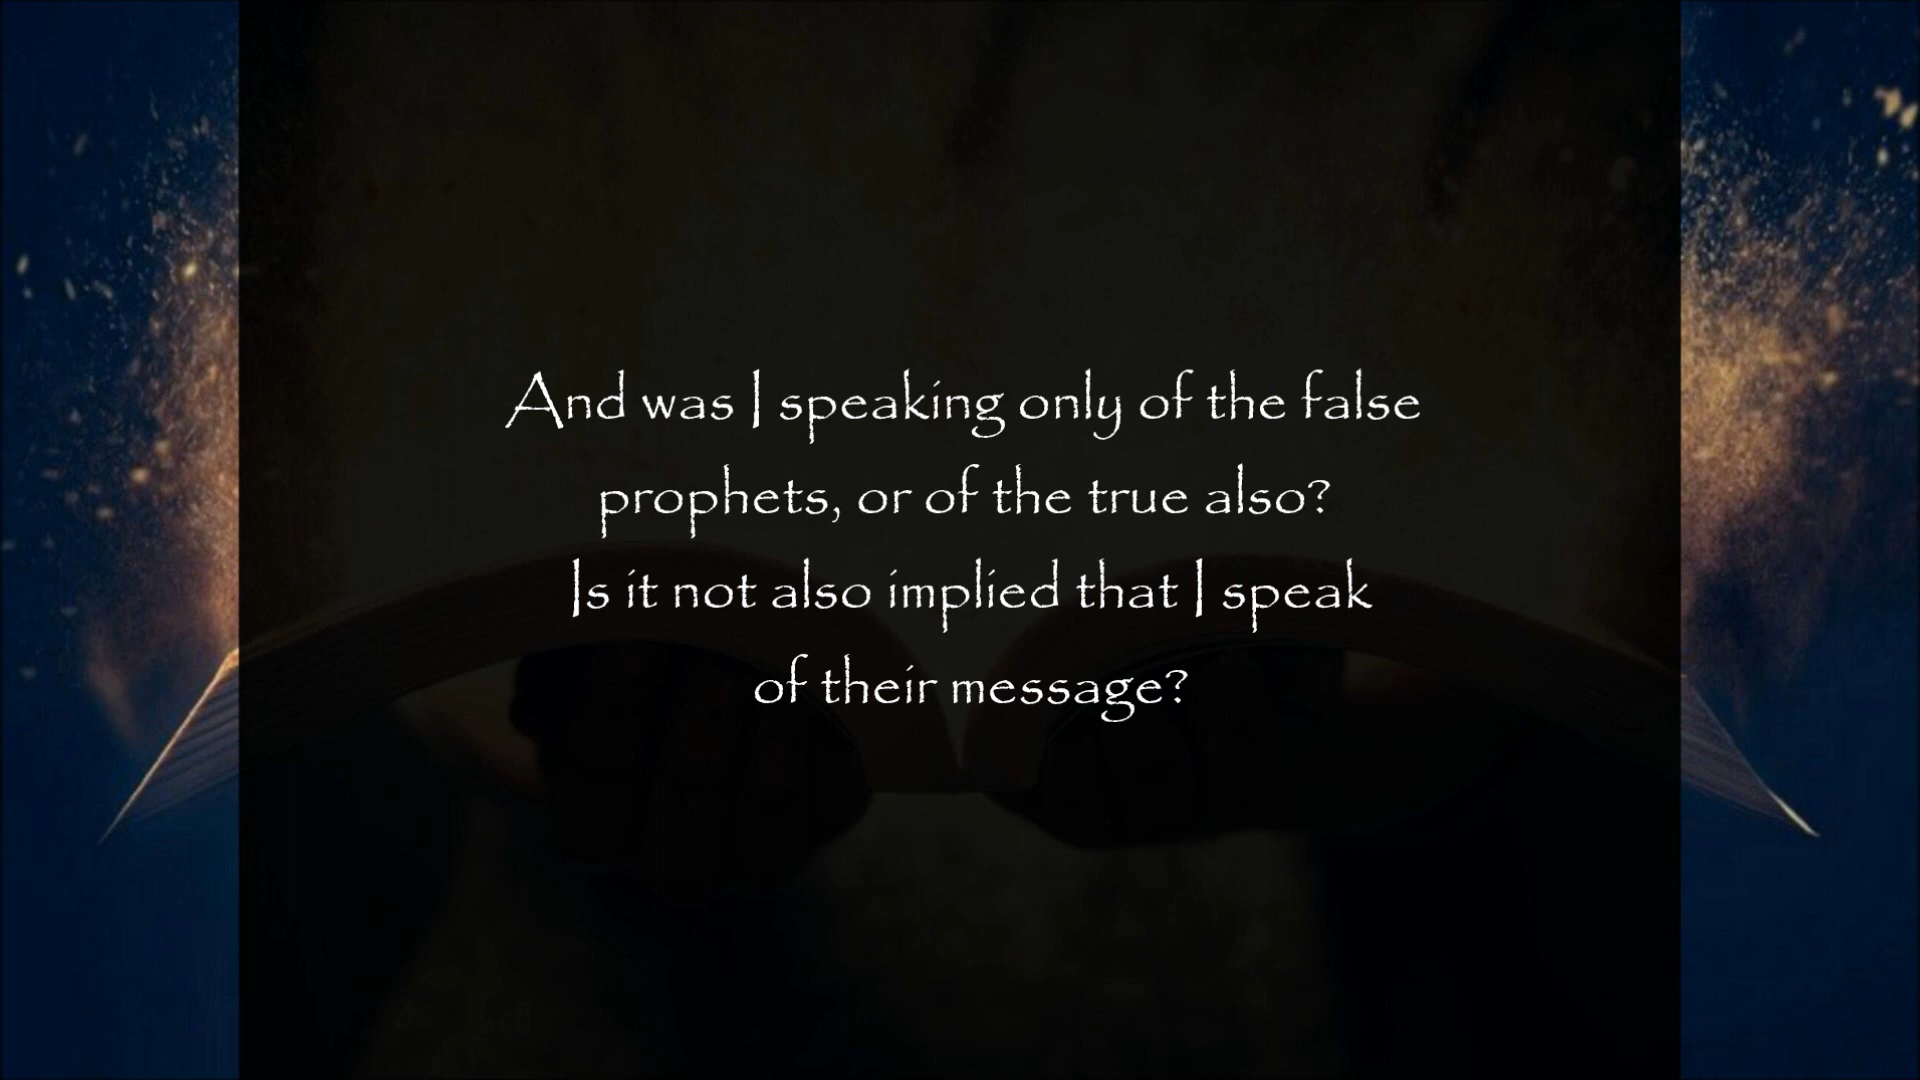 And was I speaking only of the false
prophets, or of the true also?
Is it not also implied that I speak
of their message?